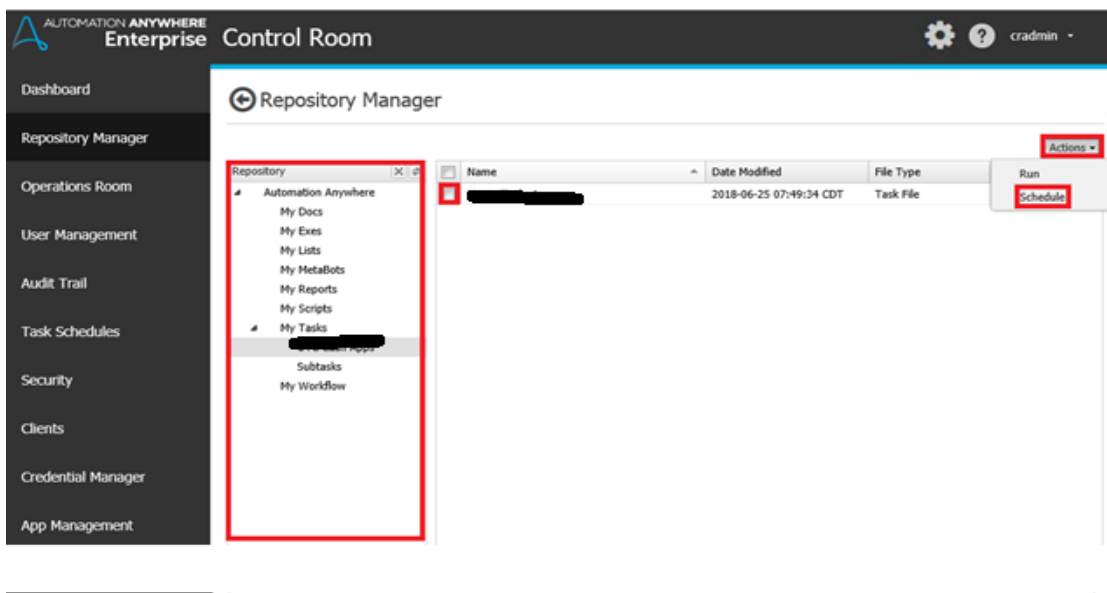 AUTOMATION ANYWHERE
Enterprise
Control Room
cradmin
Dashboard
Repository Manager
Operations Room
User Management
Audit Trail
Task Schedules
Security
Clients
Credential Manager
App Management
Repository Manager
Actions
Run
Schedule
Repository
Automation Anywhere
My Docs
My Exes
My Lists
My MetaBots
My Reports
My Scripts
My Tasks
Apps
Subtasks
My Workflow
Name Date Modified File Type
2018-06-25 07:49:34 CDT Task File